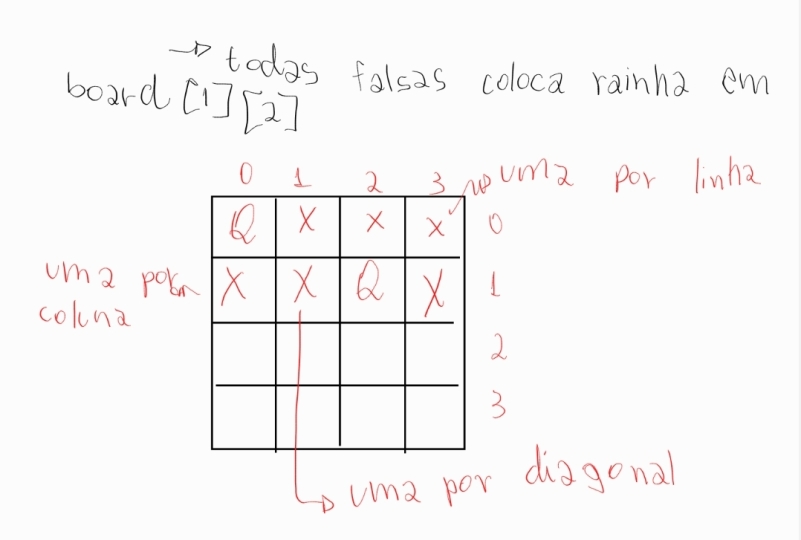 → todas falsas coloca rainha em
board [1][2]
0 1 2 3 → uma por linha
Q X X X 0
uma por
coluna
X X Q X 1
2
3
→ uma por diagonal